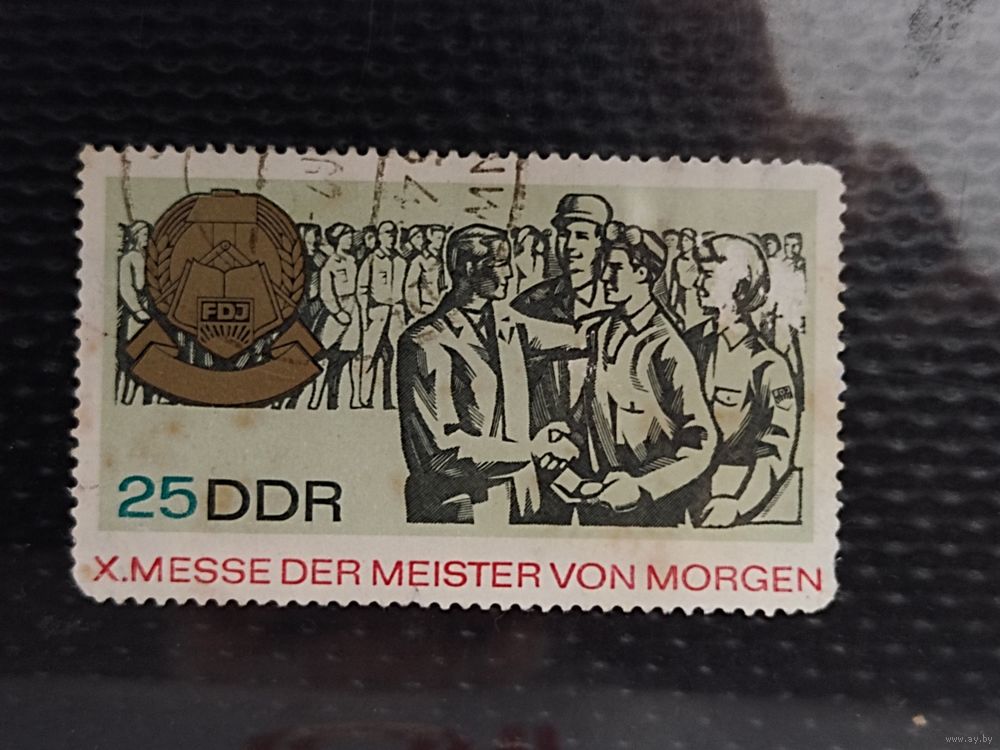 FDJ
25 DDR
X. MESSE DER MEISTER VON MORGEN
www.ay.by